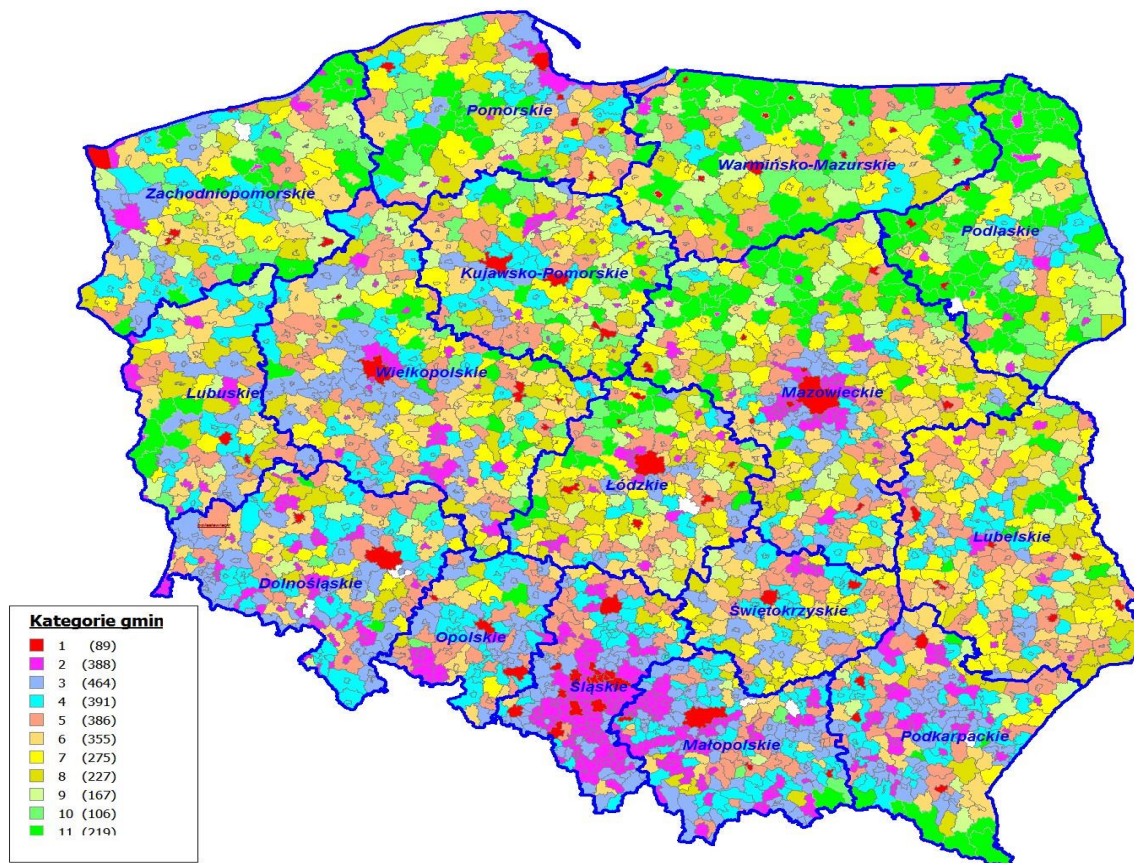 Pomorskie
Warmińsko-Mazurskie
Zachodniopomorskie
Podlaskie
Kujawsko-Pomorskie
Wielkopolskie
Mazowieckie
Lubuskie
Łódzkie
Lubelskie
Dolnośląskie
Świętokrzyskie
Opolskie
Śląskie
Podkarpackie
Małopolskie
Kategorie gmin
1 (89)
2 (388)
3 (464)
4 (391)
5 (386)
6 (355)
7 (275)
8 (227)
9 (167)
10 (106)
11 (219)